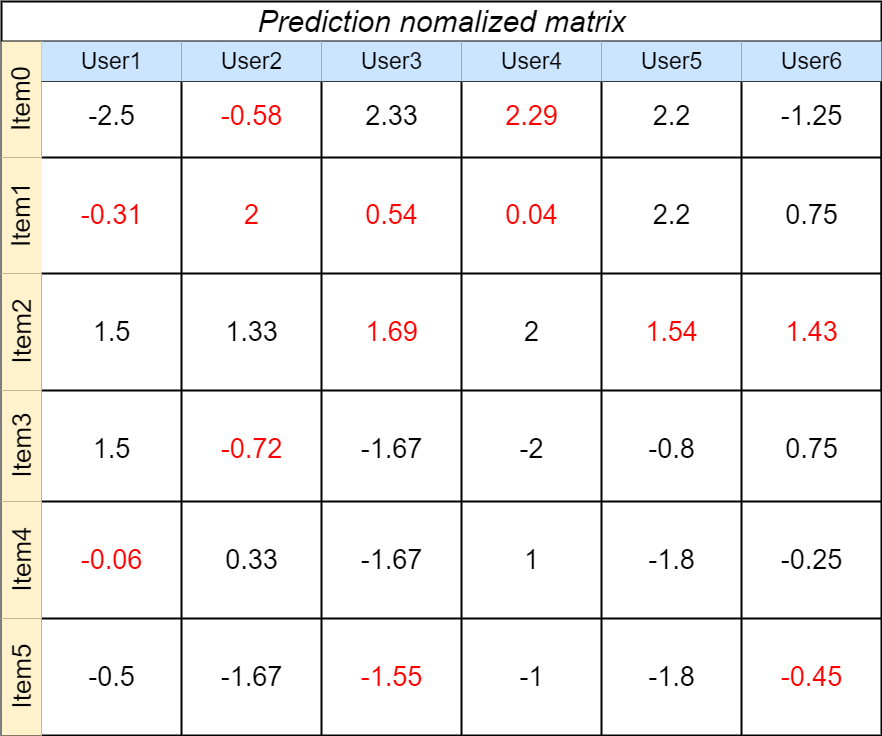 Prediction nomalized matrix
User1 User2 User3 User4 User5 User6
Item0 -2.5 -0.58 2.33 2.29 2.2 -1.25
Item1 -0.31 2 0.54 0.04 2.2 0.75
Item2 1.5 1.33 1.69 2 1.54 1.43
Item3 1.5 -0.72 -1.67 -2 -0.8 0.75
Item4 -0.06 0.33 -1.67 1 -1.8 -0.25
Item5 -0.5 -1.67 -1.55 -1 -1.8 -0.45